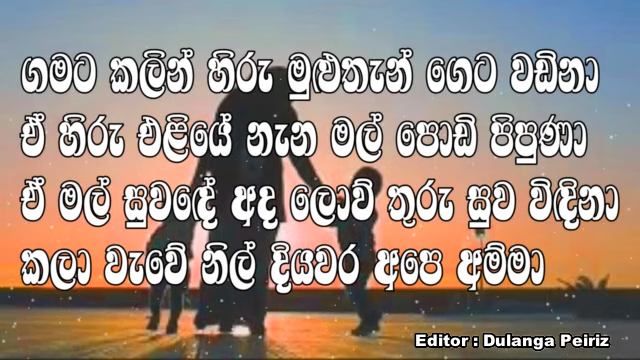 ගමට කලින් හිරු මුළුතැන් ගෙට වඩිනා
ඒ හිරු එළියේ නැන මල් පොඩි පිපුණා
ඒ මල් සුවඳේ අද ලොව් තුරු සුව විඳිනා
කලා වැවේ නිල් දියවර අපෙ අම්මා
Editor : Dulanga Peiriz